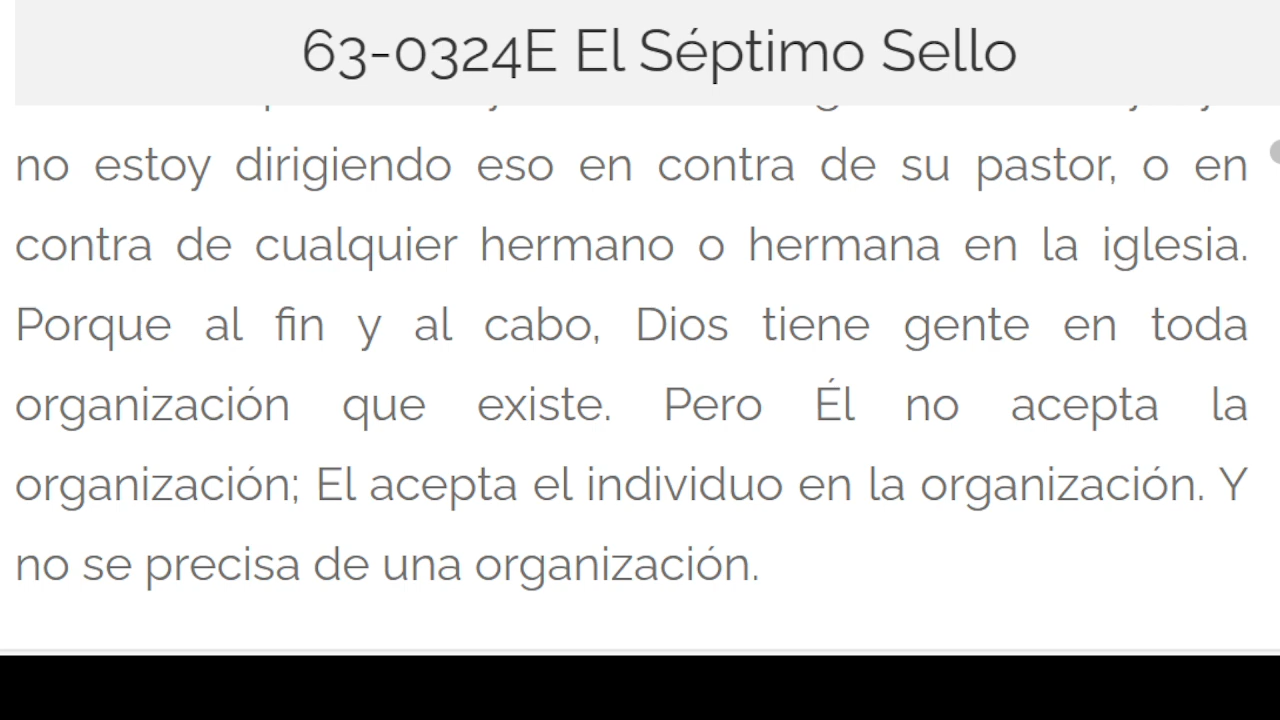 63-0324E El Séptimo Sello
no estoy dirigiendo eso en contra de su pastor, o en
contra de cualquier hermano o hermana en la iglesia.
Porque al fin y al cabo, Dios tiene gente en toda
organización que existe. Pero Él no acepta la
organización; El acepta el individuo en la organización. Y
no se precisa de una organización.